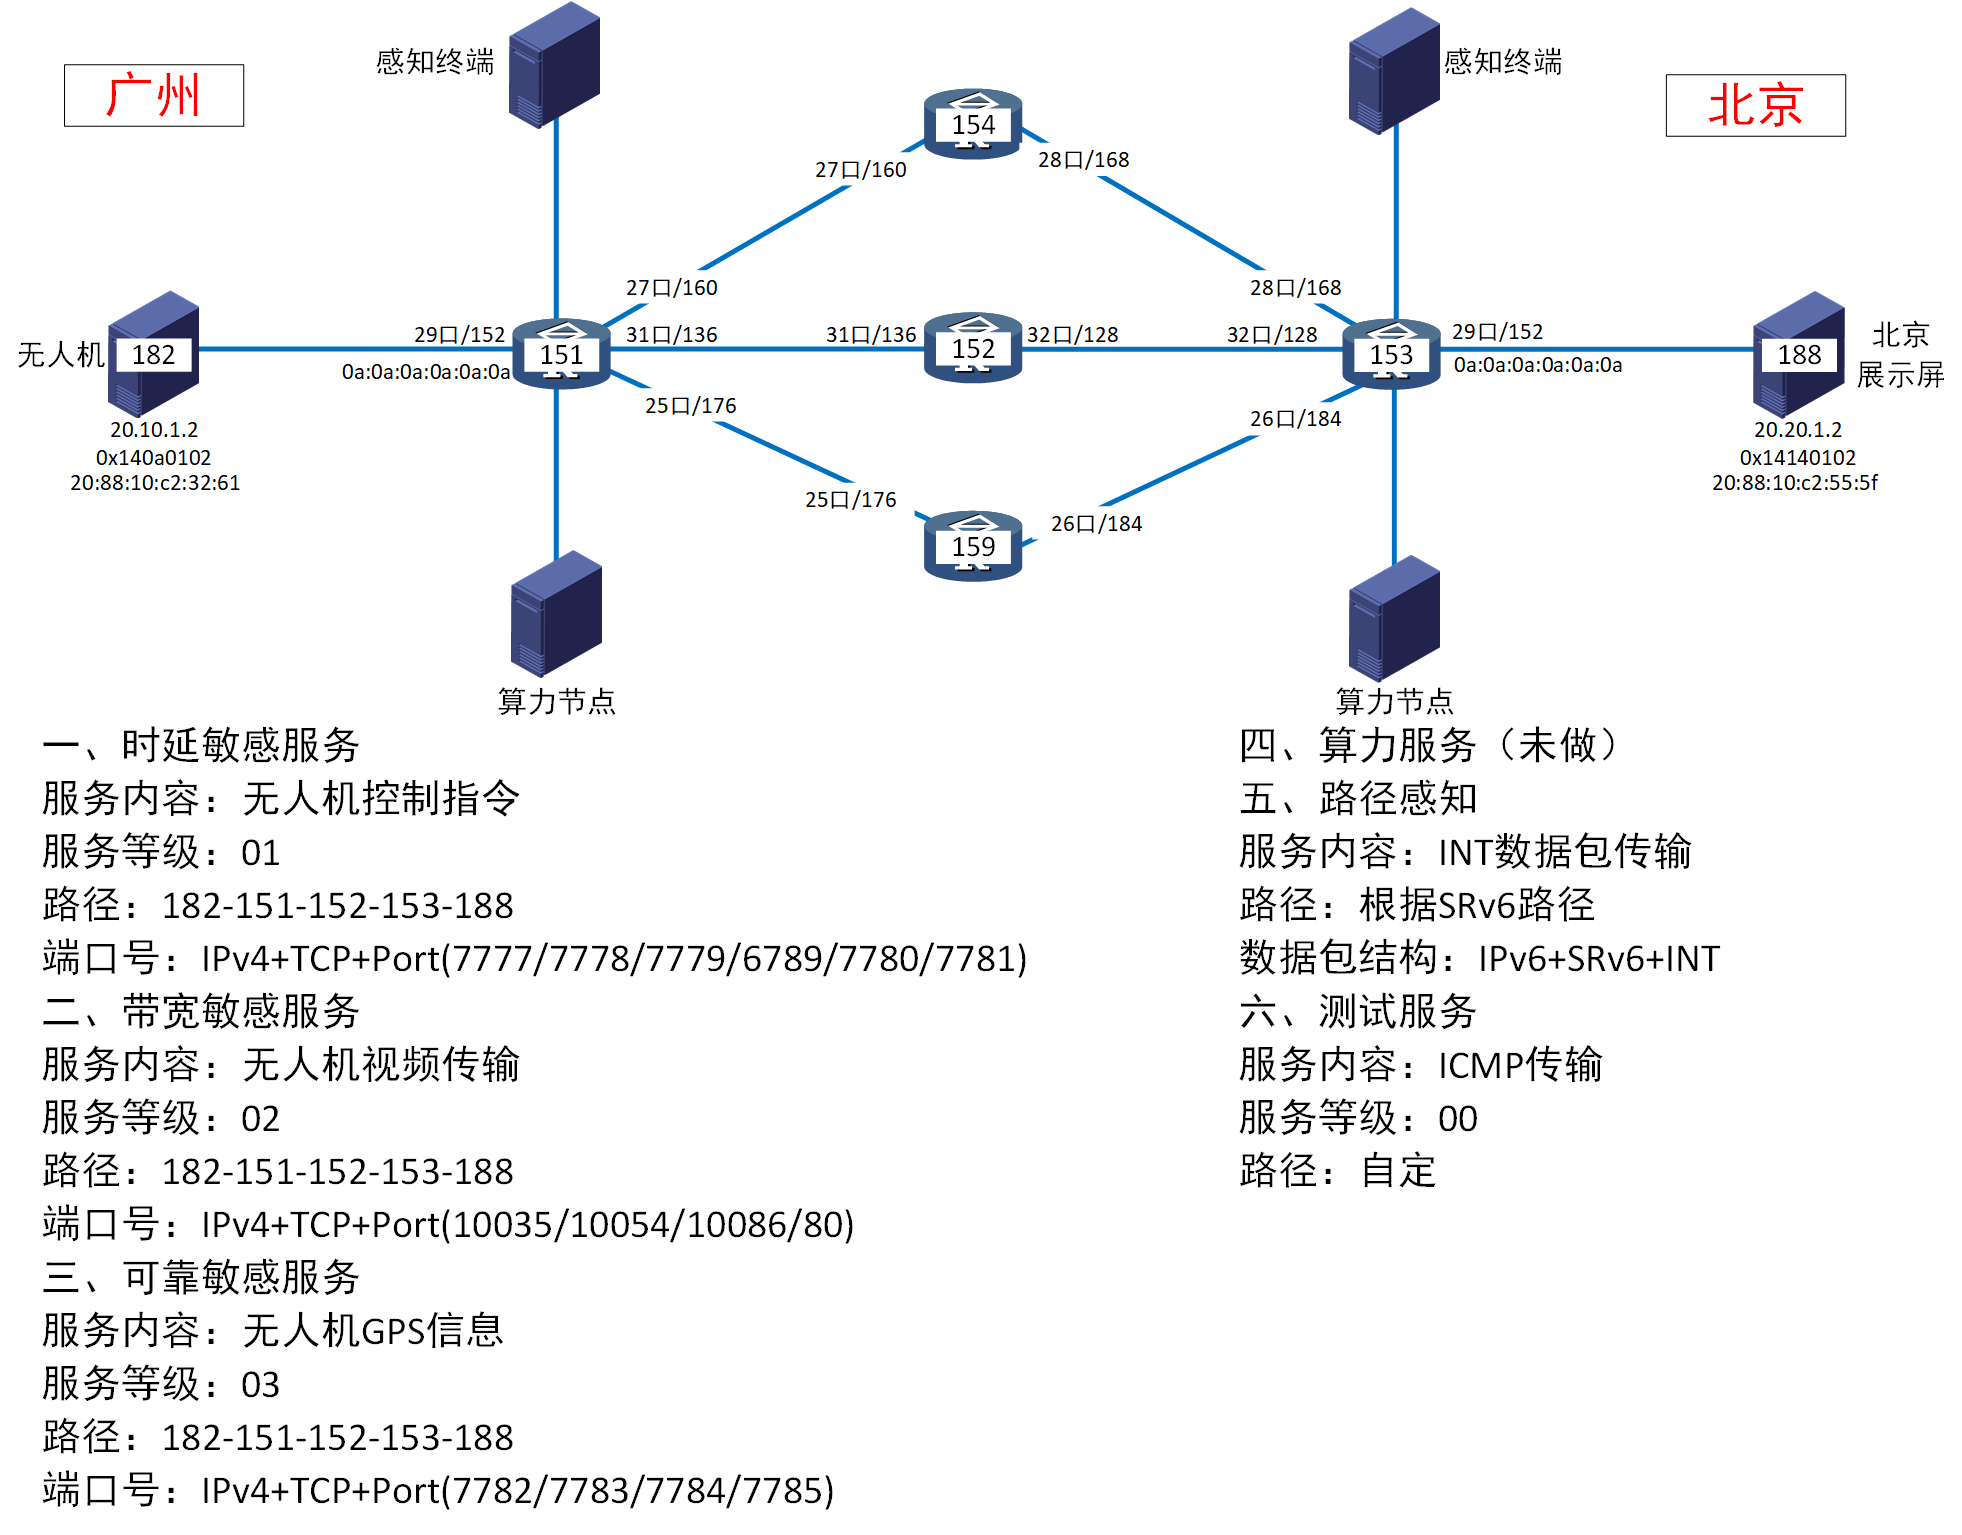 感知终端
感知终端
广州
北京
154
27口/160
28口/168
27口/160
28口/168
29口/152
31口/136
31口/136
32口/128
32口/128
29口/152
无人机
182
151
152
153
188
北京
展示屏
0a:0a:0a:0a:0a:0a
0a:0a:0a:0a:0a:0a
25口/176
26口/184
20.10.1.2
0x140a0102
20:88:10:c2:32:61
20.20.1.2
0x14140102
20:88:10:c2:55:5f
25口/176
26口/184
159
算力节点
算力节点
一、时延敏感服务
服务内容：无人机控制指令
服务等级：01
路径：182-151-152-153-188
端口号：IPv4+TCP+Port(7777/7778/7779/6789/7780/7781)
二、带宽敏感服务
服务内容：无人机视频传输
服务等级：02
路径：182-151-152-153-188
端口号：IPv4+TCP+Port(10035/10054/10086/80)
三、可靠敏感服务
服务内容：无人机GPS信息
服务等级：03
路径：182-151-152-153-188
端口号：IPv4+TCP+Port(7782/7783/7784/7785)
四、算力服务（未做）
五、路径感知
服务内容：INT数据包传输
路径：根据SRv6路径
数据包结构：IPv6+SRv6+INT
六、测试服务
服务内容：ICMP传输
服务等级：00
路径：自定